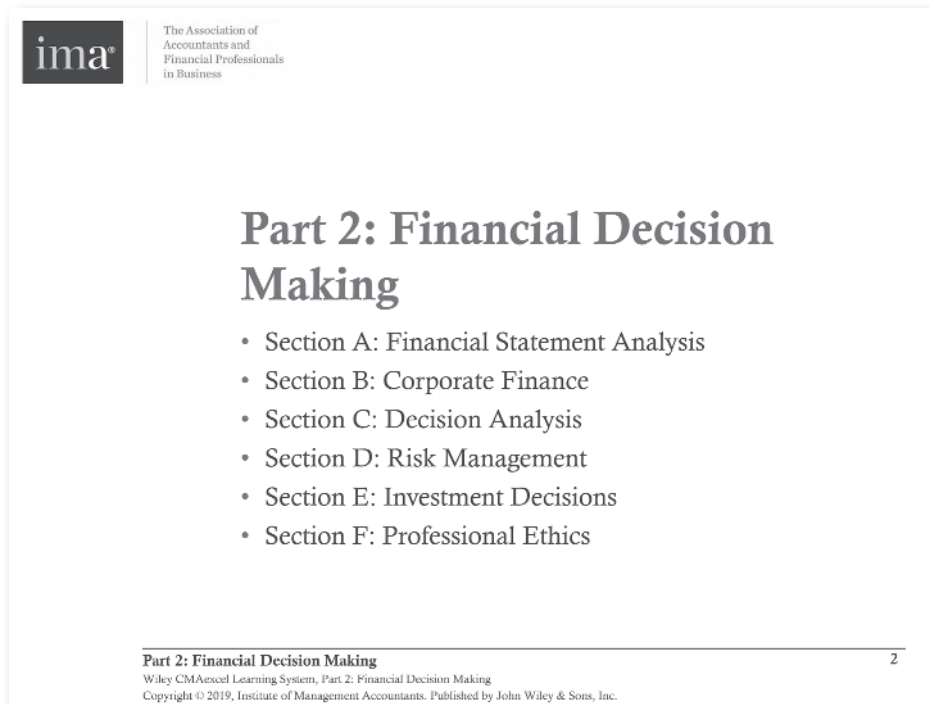 ima®
The Association of
Accountants and
Financial Professionals
in Business
Part 2: Financial Decision
Making
• Section A: Financial Statement Analysis
• Section B: Corporate Finance
• Section C: Decision Analysis
• Section D: Risk Management
• Section E: Investment Decisions
• Section F: Professional Ethics
Part 2: Financial Decision Making
2
Wiley CMAexcel Learning System, Part 2: Financial Decision Making
Copyright © 2019, Institute of Management Accountants. Published by John Wiley & Sons, Inc.